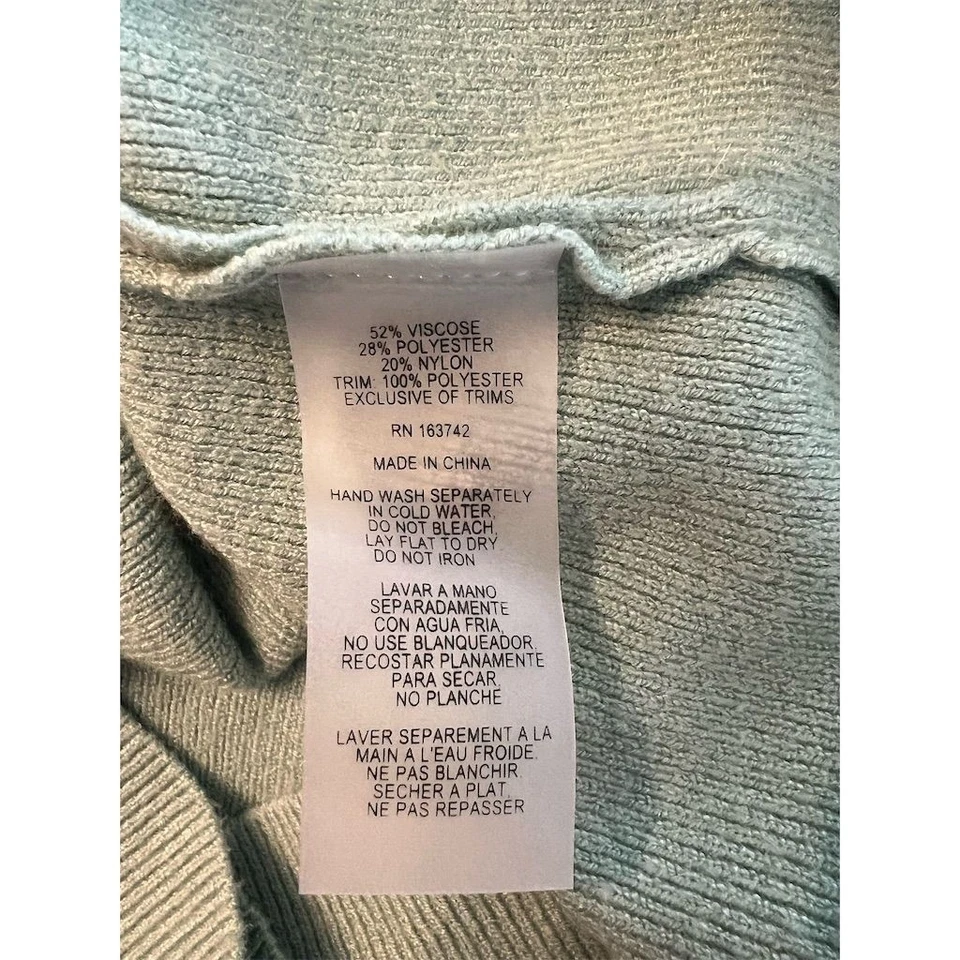 52% VISCOSE
28% POLYESTER
20% NYLON
TRIM: 100% POLYESTER
EXCLUSIVE OF TRIMS
RN 163742
MADE IN CHINA
HAND WASH SEPARATELY
IN COLD WATER,
DO NOT BLEACH,
LAY FLAT TO DRY
DO NOT IRON
LAVAR A MANO
SEPARADAMENTE
CON AGUA FRIA,
NO USE BLANQUEADOR.
RECOSTAR PLANAMENTE
PARA SECAR.
NO PLANCHE
LAVER SEPAREMENT A LA
MAIN A L'EAU FROIDE.
NE PAS BLANCHIR.
SECHER A PLAT.
NE PAS REPASSER